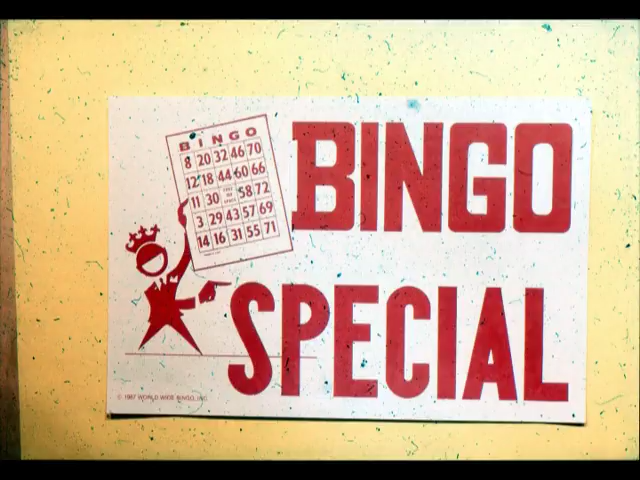 BINGO
8 20 32 46 70
12 18 44 60 66
11 30 58 72
3 29 43 57 69
14 16 31 55 71
BINGO
SPECIAL
© 1987 WORLD WIDE BINGO, INC.